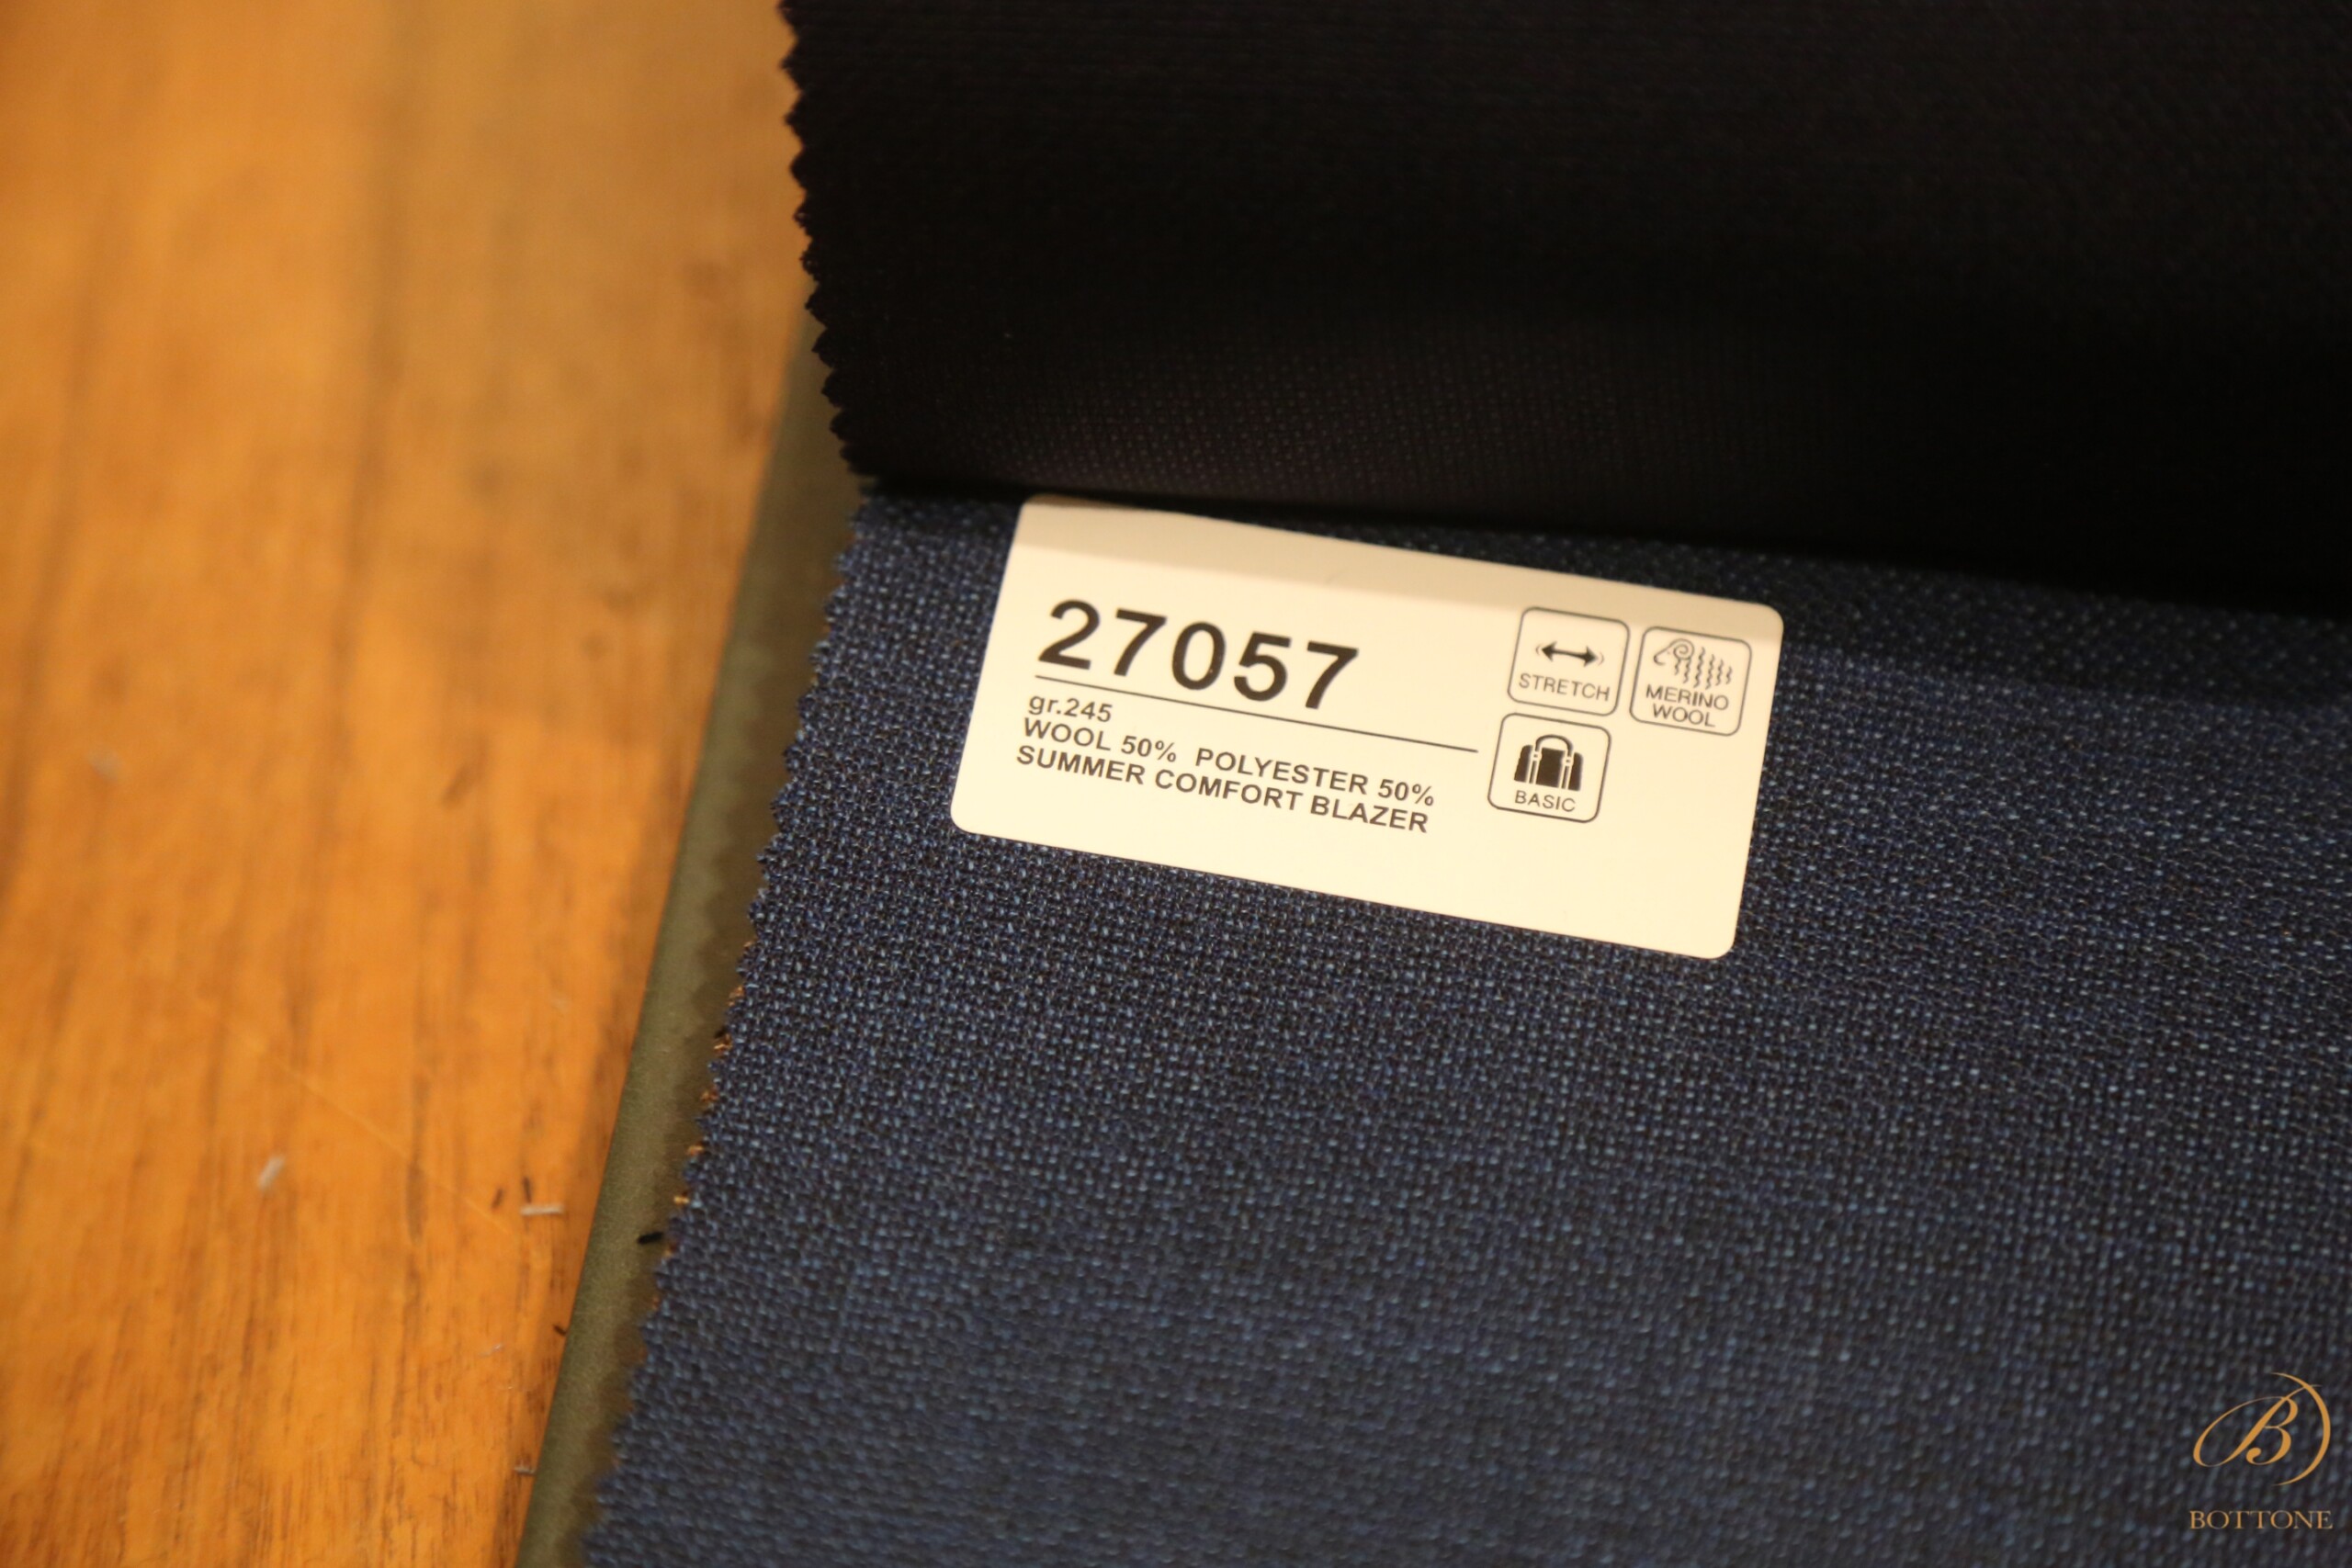 27057
gr.245
WOOL 50% POLYESTER 50%
SUMMER COMFORT BLAZER
STRETCH
MERINO
WOOL
BASIC
B
BOTTONE